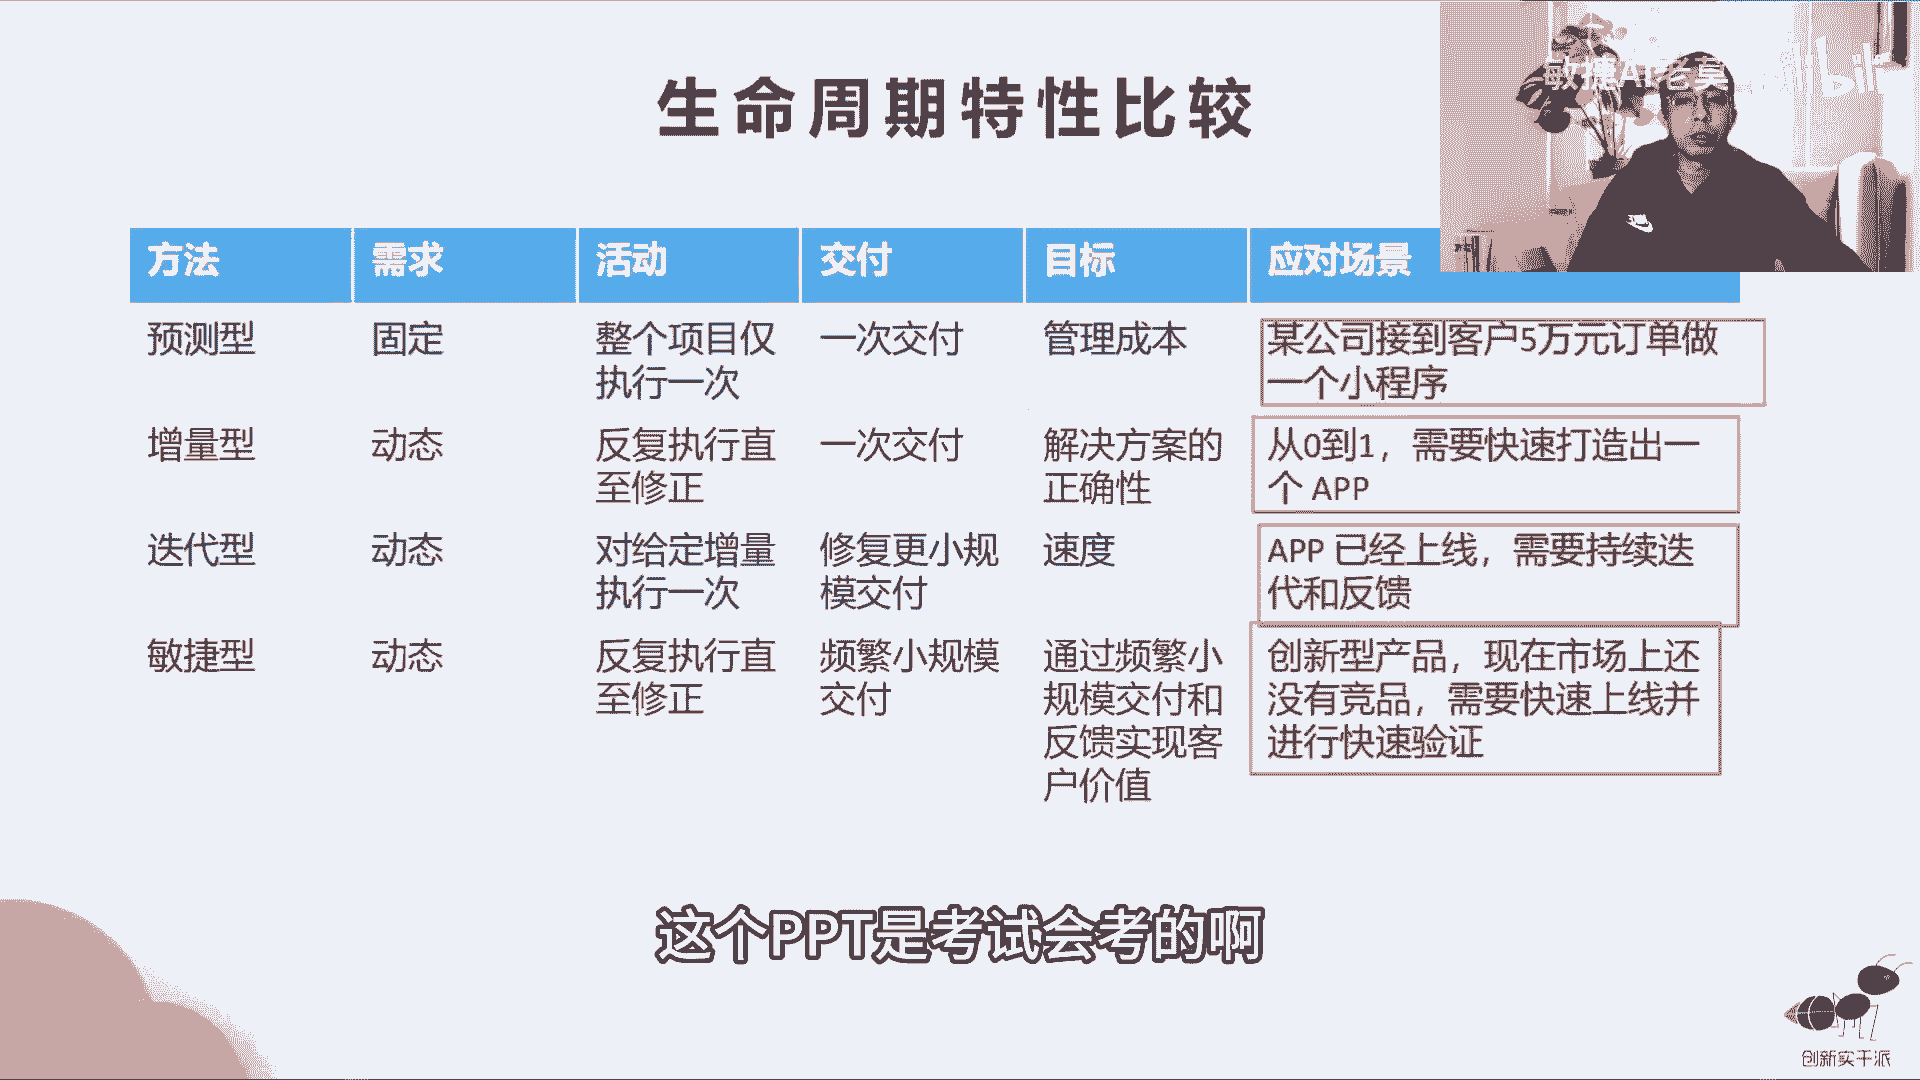 生命周期特性比较
敏捷AI老莫
bili
方法 需求 活动 交付 目标 应对场景
预测型 固定 整个项目仅 一次交付 管理成本 某公司接到客户5万元订单做
执行一次 一个小程序
增量型 动态 反复执行直 一次交付 解决方案的 从0到1，需要快速打造出一
至修正 正确性 个 APP
迭代型 动态 对给定增量 修复更小规 速度 APP 已经上线，需要持续迭
执行一次 模交付 代和反馈
敏捷型 动态 反复执行直 频繁小规模 通过频繁小 创新型产品，现在市场上还
至修正 交付 规模交付和 没有竞品，需要快速上线并
反馈实现客 进行快速验证
户价值
这个PPT是考试会考的啊
创新实干派